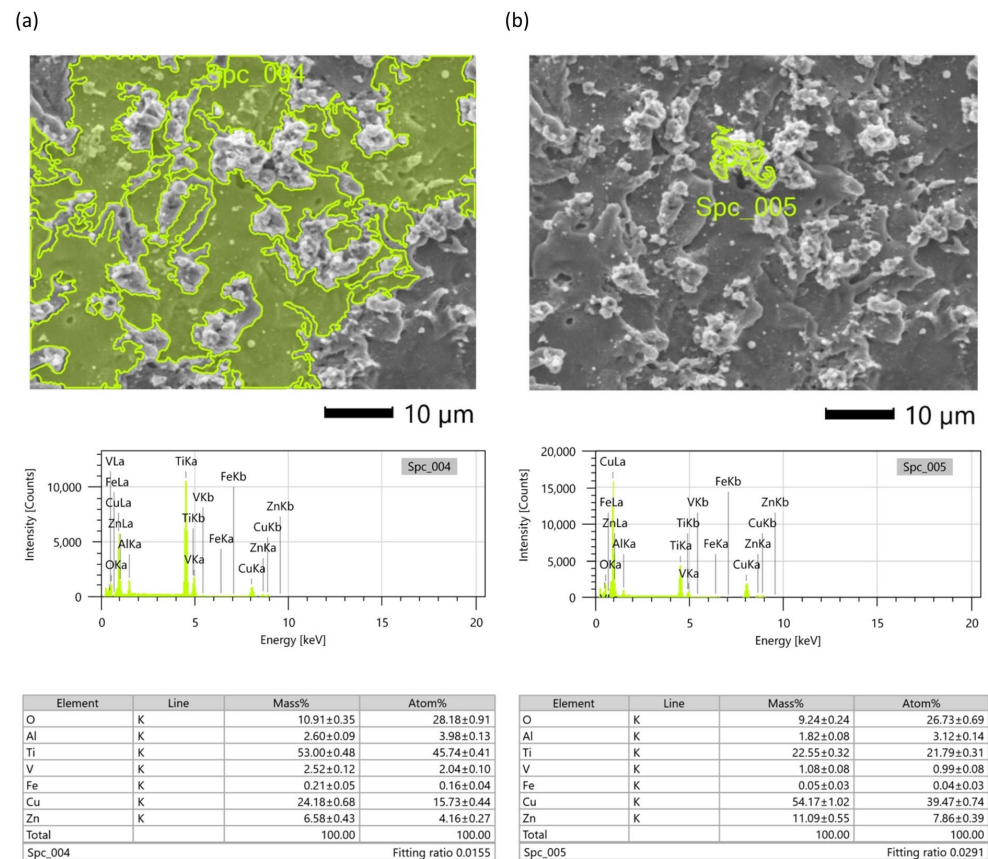 (a)
(b)
Spc_004
Spc_005
10 µm
10 µm
Intensity [Counts]
10,000
5,000
0
VLa
FeLa
CuLa
ZnLa
OKa
AlKa
TiKa
TiKb
VKb
VKa
FeKa
FeKb
CuKb
ZnKa
CuKa
ZnKb
Spc_004
0 5 10 15 20
Energy [keV]
Intensity [Counts]
20,000
15,000
10,000
5,000
0
CuLa
FeLa
ZnLa
AlKa
OKa
TiKa
TiKb
VKb
VKa
FeKa
FeKb
CuKb
ZnKa
CuKa
ZnKb
Spc_005
0 5 10 15 20
Energy [keV]
Element Line Mass% Atom%
O K 10.91±0.35 28.18±0.91
Al K 2.60±0.09 3.98±0.13
Ti K 53.00±0.48 45.74±0.41
V K 2.52±0.12 2.04±0.10
Fe K 0.21±0.05 0.16±0.04
Cu K 24.18±0.68 15.73±0.44
Zn K 6.58±0.43 4.16±0.27
Total 100.00 100.00
Spc_004 Fitting ratio 0.0155
Element Line Mass% Atom%
O K 9.24±0.24 26.73±0.69
Al K 1.82±0.08 3.12±0.14
Ti K 22.55±0.32 21.79±0.31
V K 1.08±0.08 0.99±0.08
Fe K 0.05±0.03 0.04±0.03
Cu K 54.17±1.02 39.47±0.74
Zn K 11.09±0.55 7.86±0.39
Total 100.00 100.00
Spc_005 Fitting ratio 0.0291